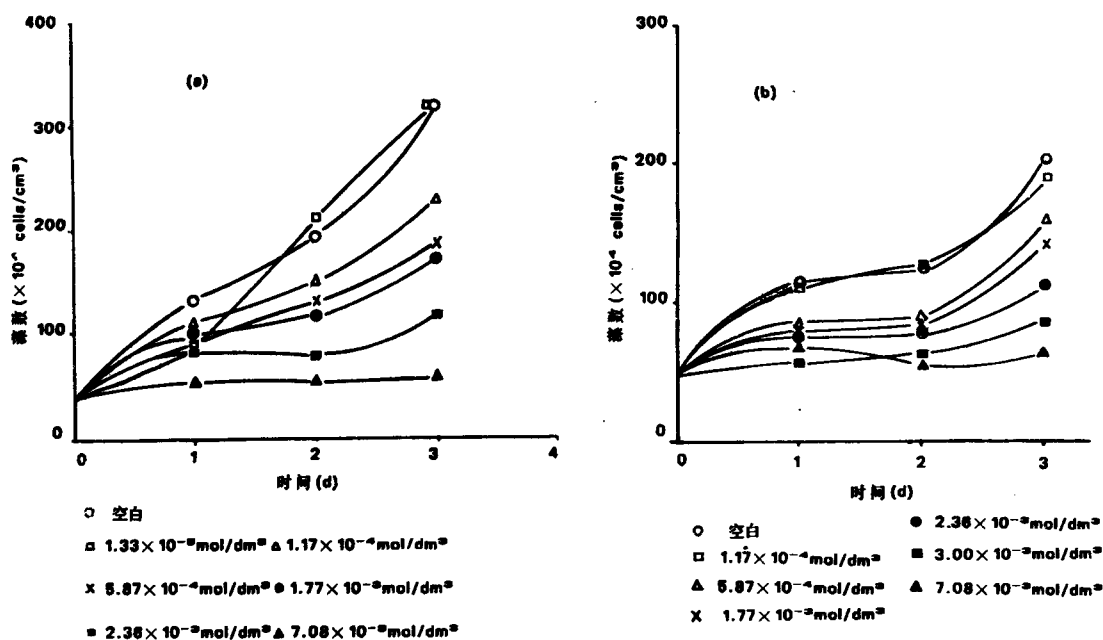 400
(a)
300
200
100
0
藻数(×10⁻⁴ cells/cm³)
0 1 2 3 4
时间(d)
○ 空白
□ 1.33×10⁻⁵mol/dm³ △ 1.17×10⁻⁴mol/dm³
× 5.87×10⁻⁴mol/dm³ ● 1.77×10⁻³mol/dm³
■ 2.36×10⁻³mol/dm³ ▲ 7.08×10⁻³mol/dm³
300
(b)
200
100
0
藻数(×10⁻⁴ cells/cm³)
0 1 2 3
时间(d)
○ 空白
□ 1.17×10⁻⁴mol/dm³
△ 5.87×10⁻⁴mol/dm³
× 1.77×10⁻³mol/dm³
● 2.36×10⁻³mol/dm³
■ 3.00×10⁻³mol/dm³
▲ 7.08×10⁻³mol/dm³